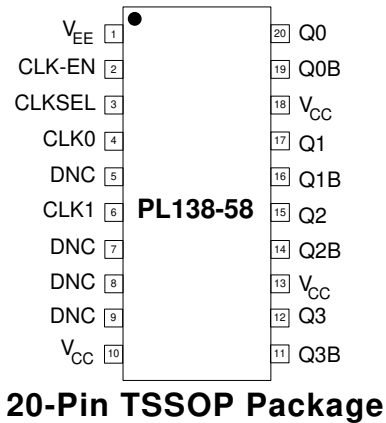 VEE 1 20 Q0
CLK-EN 2 19 Q0B
CLKSEL 3 18 VCC
CLK0 4 17 Q1
DNC 5 16 Q1B
CLK1 6 PL138-58 15 Q2
DNC 7 14 Q2B
DNC 8 13 VCC
DNC 9 12 Q3
VCC 10 11 Q3B
20-Pin TSSOP Package